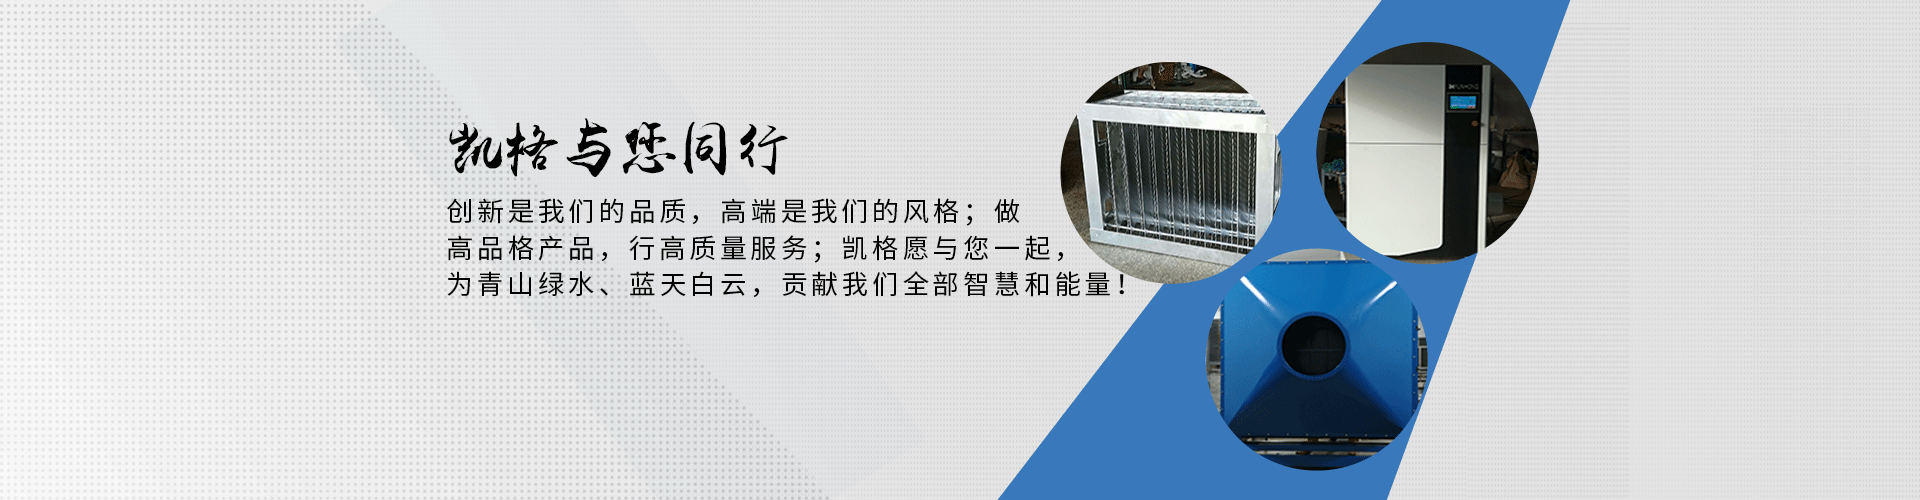 凯格与您同行
创新是我们的品质，高端是我们的风格；做
高品格产品，行高质量服务；凯格愿与您一起，
为青山绿水、蓝天白云，贡献我们全部智慧和能量！